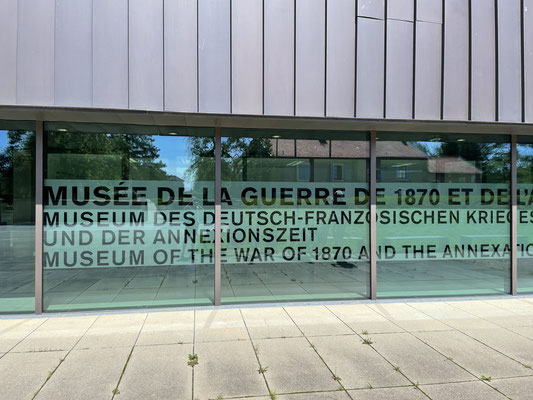 MUSÉE DE LA GUERRE DE 1870 ET DE L'A
MUSEUM DES DEUTSCH-FRANZÖSISCHEN KRIEGES
UND DER ANNEXIONSZEIT
MUSEUM OF THE WAR OF 1870 AND THE ANNEXATIO